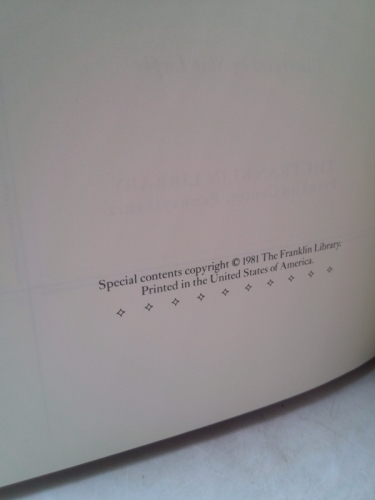 Special contents copyright © 1981 The Franklin Library.
Printed in the United States of America.